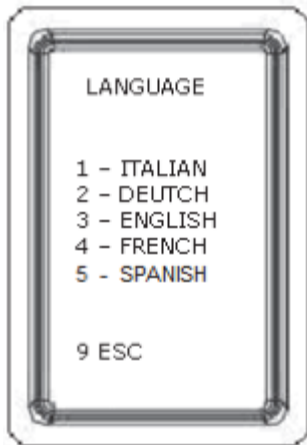 LANGUAGE
1 - ITALIAN
2 - DEUTCH
3 - ENGLISH
4 - FRENCH
5 - SPANISH
9 ESC